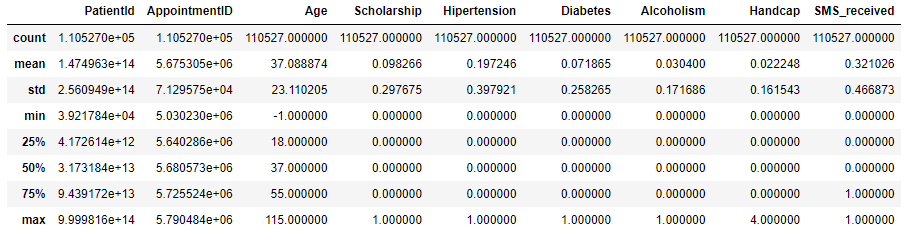 PatientId AppointmentID Age Scholarship Hipertension Diabetes Alcoholism Handcap SMS_received
count 1.105270e+05 1.105270e+05 110527.000000 110527.000000 110527.000000 110527.000000 110527.000000 110527.000000 110527.000000
mean 1.474963e+14 5.675305e+06 37.088874 0.098266 0.197246 0.071865 0.030400 0.022248 0.321026
std 2.560949e+14 7.129575e+04 23.110205 0.297675 0.397921 0.258265 0.171686 0.161543 0.466873
min 3.921784e+04 5.030230e+06 -1.000000 0.000000 0.000000 0.000000 0.000000 0.000000 0.000000
25% 4.172614e+12 5.640286e+06 18.000000 0.000000 0.000000 0.000000 0.000000 0.000000 0.000000
50% 3.173184e+13 5.680573e+06 37.000000 0.000000 0.000000 0.000000 0.000000 0.000000 0.000000
75% 9.439172e+13 5.725524e+06 55.000000 0.000000 0.000000 0.000000 0.000000 0.000000 1.000000
max 9.999816e+14 5.790484e+06 115.000000 1.000000 1.000000 1.000000 1.000000 4.000000 1.000000